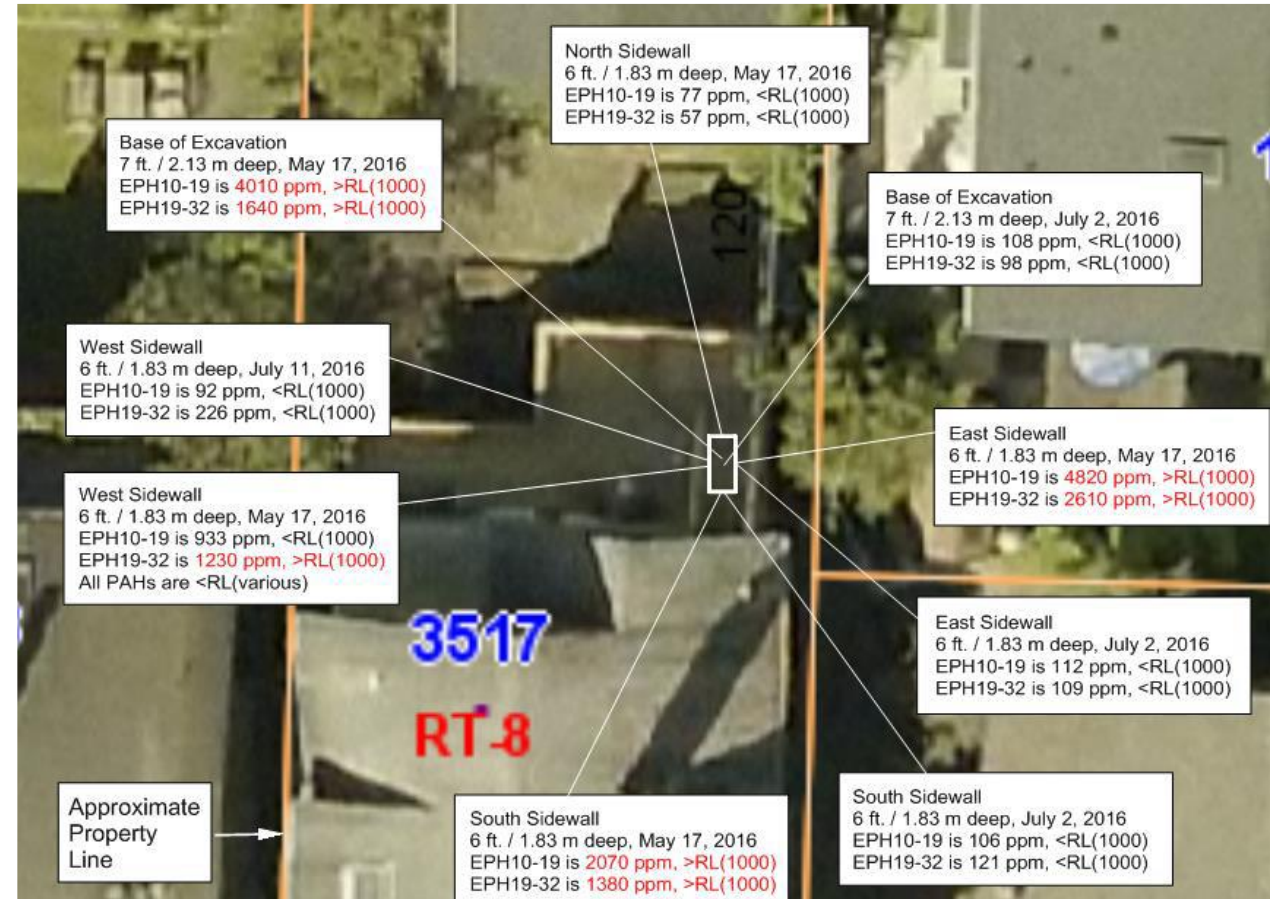 North Sidewall
6 ft. / 1.83 m deep, May 17, 2016
EPH10-19 is 77 ppm, <RL(1000)
EPH19-32 is 57 ppm, <RL(1000)
Base of Excavation
7 ft. / 2.13 m deep, May 17, 2016
EPH10-19 is 4010 ppm, >RL(1000)
EPH19-32 is 1640 ppm, >RL(1000)
120
Base of Excavation
7 ft. / 2.13 m deep, July 2, 2016
EPH10-19 is 108 ppm, <RL(1000)
EPH19-32 is 98 ppm, <RL(1000)
West Sidewall
6 ft. / 1.83 m deep, July 11, 2016
EPH10-19 is 92 ppm, <RL(1000)
EPH19-32 is 226 ppm, <RL(1000)
East Sidewall
6 ft. / 1.83 m deep, May 17, 2016
EPH10-19 is 4820 ppm, >RL(1000)
EPH19-32 is 2610 ppm, >RL(1000)
West Sidewall
6 ft. / 1.83 m deep, May 17, 2016
EPH10-19 is 933 ppm, <RL(1000)
EPH19-32 is 1230 ppm, >RL(1000)
All PAHs are <RL(various)
East Sidewall
6 ft. / 1.83 m deep, July 2, 2016
EPH10-19 is 112 ppm, <RL(1000)
EPH19-32 is 109 ppm, <RL(1000)
3517
RT-8
South Sidewall
6 ft. / 1.83 m deep, July 2, 2016
EPH10-19 is 106 ppm, <RL(1000)
EPH19-32 is 121 ppm, <RL(1000)
South Sidewall
6 ft. / 1.83 m deep, May 17, 2016
EPH10-19 is 2070 ppm, >RL(1000)
EPH19-32 is 1380 ppm, >RL(1000)
Approximate
Property
Line